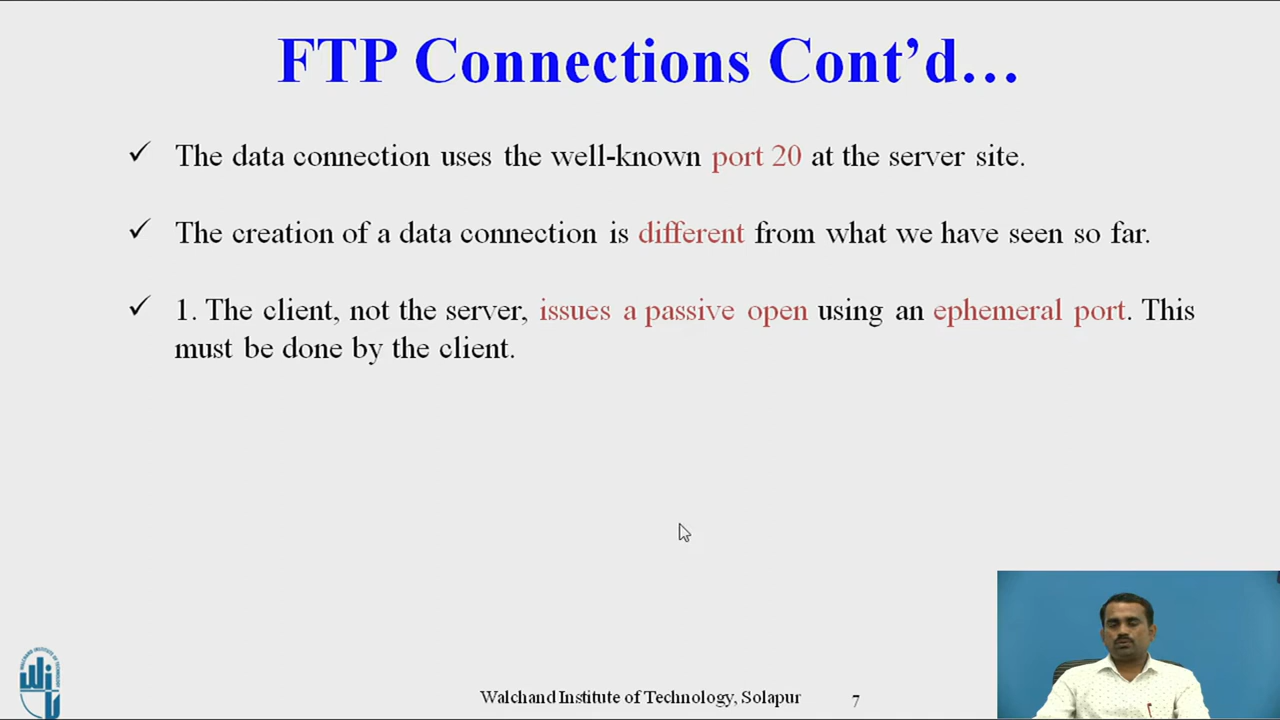 FTP Connections Cont’d…
✓ The data connection uses the well-known port 20 at the server site.
✓ The creation of a data connection is different from what we have seen so far.
✓ 1. The client, not the server, issues a passive open using an ephemeral port. This
must be done by the client.
Walchand Institute of Technology, Solapur 7